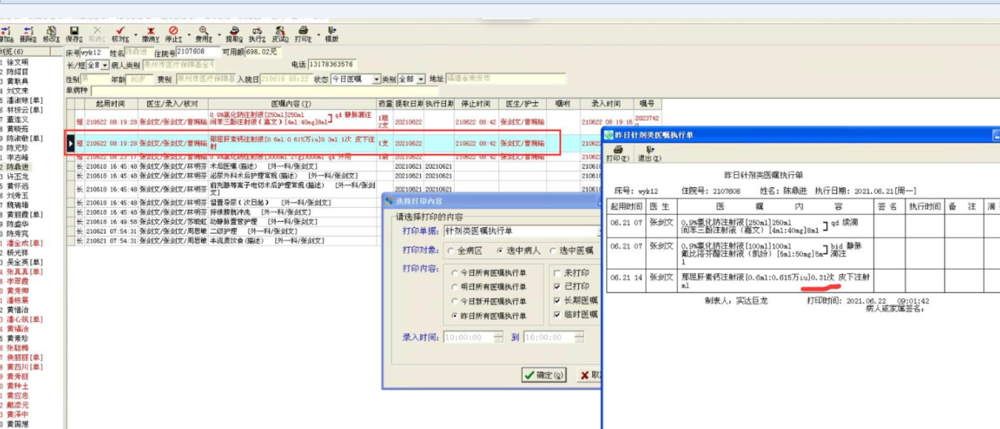 增加A 删除D 修改E 保存S 取消C 核对K 撤消Y 停止T 费用F 提取Q 执行Z 皮试Q 打印P 模版
浏览(6)
床号 wyk12 姓名 陈鼎进 住院号 2107608 可用额 698.02元
长/短 全部 病人类别 泉州市医疗保障基金中 电话 13178363576
性别 男 年龄 90岁 费别 泉州市医疗保障基 入院日 210616 08:22 状态 今日医嘱 类别 全部 地址 福建省南安市
单病种
1 徐文明
2 陈绍目
3 黄耿典
4 刘文来
5 潘淑琼[单]
6 林按云[单]
7 董连义
8 黄晓茹
9 陈淑敏[单]
0 陈元珍
1 李志峰
2 陈鼎进
3 许丕龙
5 黄怀远
6 刘秀玉
7 魏瑞雄
8 黄丽霞[单]
9 陈盛华
0 陈秀宛
1 潘金成[单]
2 杨光祥
3 吴金英[单]
4 张真真[单]
8 李翠霞
0 黄秀卿
1 潘栋展
2 黄惜治
3 潘心筑[单]
4 黄福治
5 黄素珍
6 张聪梅
7 侯丽丽[单]
8 黄四川[单]
9 黄秀丽
0 黄种土
1 黄应忠
2 戴添元
3 黄泽中
0 黄国想
起用时间 医生/录入/核对 医嘱内容(7) 药量 提取日期 执行日期 停止时间 医生/护士 嘱咐 录入时间 嘱号
短 210622 08:19:28 张剑文/张剑文/曾婉瑜 0.9%氯化钠注射液[250ml]250ml qd 静脉滴注 1瓶 20210622 210622 08:42 张剑文/曾婉瑜 210622 08:19:16 2023742
间苯三酚注射液(嘉文)[4ml:40mg]8ml 2支
短 210622 08:19:28 张剑文/张剑文/曾婉瑜 那屈肝素钙注射液[0.6ml:0.615万iu]0.3ml 1次 皮下注 1支 20210622 210622 08:42 张剑文/曾婉瑜 21062
射
短 210622 08:23:17 张剑文/张剑文/曾婉瑜 0.9%氯化钠注射液[3000ml:27g]3000ml qd 外用 1袋 20210622 210622 08:42 张剑文/曾婉瑜 21062
长 210618 16:45:48 张剑文/张剑文/林明芬 术后医嘱(描述) [外一科/张剑文] 20210621 20210621 210618
长 210618 16:45:48 张剑文/张剑文/林明芬 泌尿外科术后护理常规(描述) [外一科/张剑文] 20210621 20210621 210618
长 210618 16:45:48 张剑文/张剑文/林明芬 前列腺等离子电切术后护理常规(描述) [外一科/张剑 20210621 20210621 210618
文]
长 210618 16:45:48 张剑文/张剑文/林明芬 留置导尿(次日起) [外一科/张剑文]
长 210618 16:45:48 张剑文/张剑文/林明芬 持续膀胱冲洗 [外一科/张剑文]
长 210618 16:49:58 张剑文/张剑文/苏晓虹 动静脉置管护理 [外一科/张剑文]
长 210621 07:54:31 张剑文/张剑文/周思敏 二级护理 [外一科/张剑文]
长 210621 07:54:31 张剑文/张剑文/周思敏 半流质饮食(描述) [外一科/张剑文]
选择打印内容
请选择打印的内容
打印单据: 针剂类医嘱执行单
打印对象: 全病区 选中病人 选中医嘱
打印内容: 今日所有医嘱执行单 未打印
明日所有医嘱执行单 已打印
今日新开医嘱执行单 长期医嘱
昨日所有医嘱执行单 临时医嘱
录入时间: 10:00:00 到 16:00:00
确定(Q) 取
昨日针剂类医嘱执行单
打印(P) 退出(X)
昨日针剂类医嘱执行单
床号: wyk12 住院号: 2107608 姓名: 陈鼎进 执行日期: 2021.06.21[周一]
起用时间 医生 医嘱内容 签名 执行时间 备注 滴
06.21 07 张剑文 0.9%氯化钠注射液[250ml]250ml qd 续滴
间苯三酚注射液(嘉文)[4ml:40mg]8ml
06.21 07 张剑文 0.9%氯化钠注射液[100ml]100ml bid 静脉
氟比洛芬酯注射液(凯纷)[5ml:50mg]5m 滴注
l
06.21 14 张剑文 那屈肝素钙注射液[0.6ml:0.615万iu]0.31次 皮下注射
ml
制表人: 实达巨龙 打印时间: 2021.06.22 09:01:42
病人或家属签名: